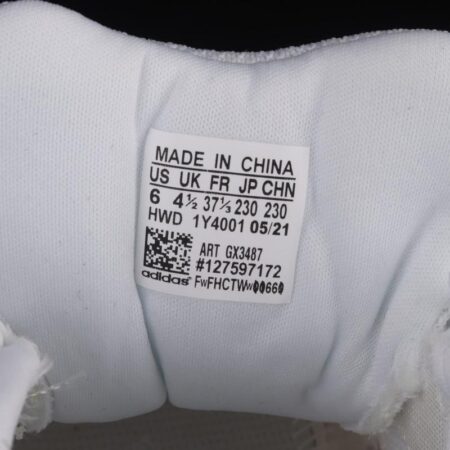 MADE IN CHINA
US UK FR JP CHN
6 4½ 37⅓ 230 230
HWD 1Y4001 05/21
ART GX3487
#127597172
adidas